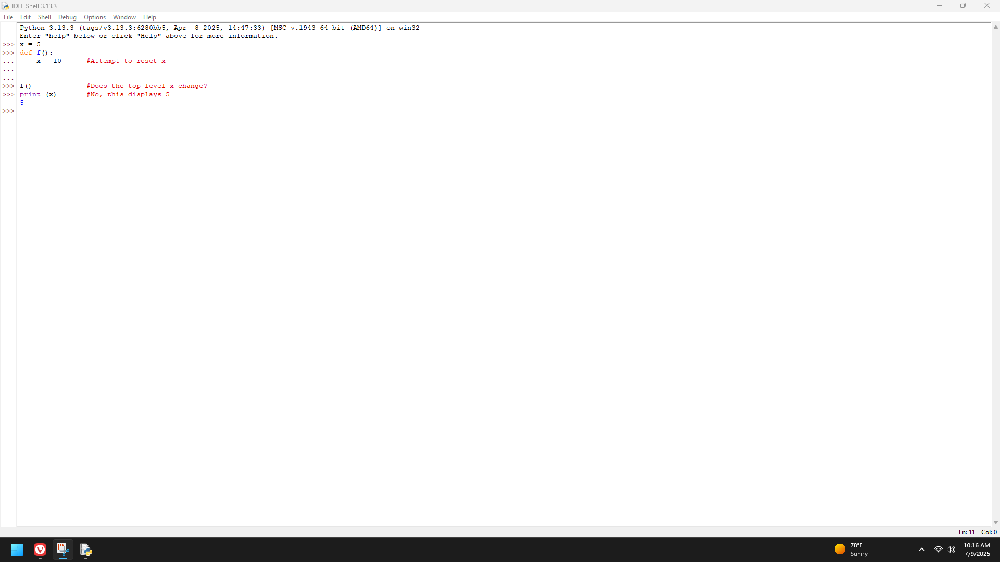 IDLE Shell 3.13.3
File Edit Shell Debug Options Window Help
Python 3.13.3 (tags/v3.13.3:6280bb5, Apr  8 2025, 14:47:33) [MSC v.1943 64 bit (AMD64)] on win32
Enter "help" below or click "Help" above for more information.
>>> x = 5
>>> def f():
...     x = 10      #Attempt to reset x
...
...
>>> f()             #Does the top-level x change?
>>> print (x)       #No, this displays 5
5
>>>
Ln: 11 Col: 0
78°F
Sunny
10:16 AM
7/9/2025